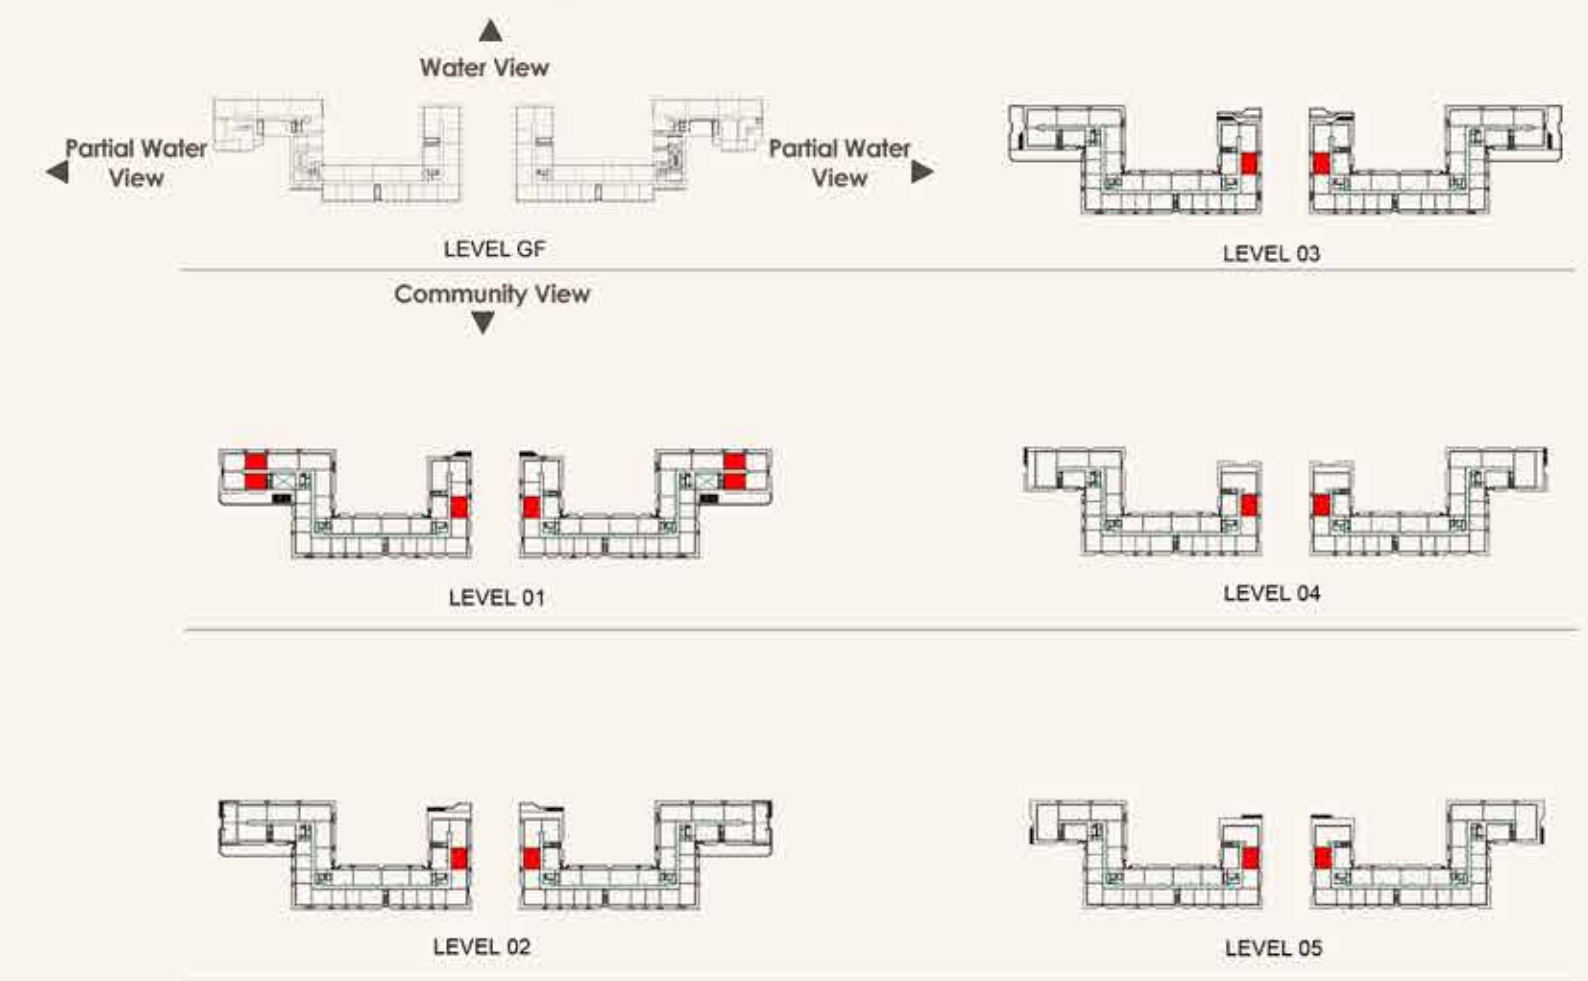 Water View
Partial Water
View
Partial Water
View
LEVEL GF
LEVEL 03
Community View
LEVEL 01
LEVEL 04
LEVEL 02
LEVEL 05